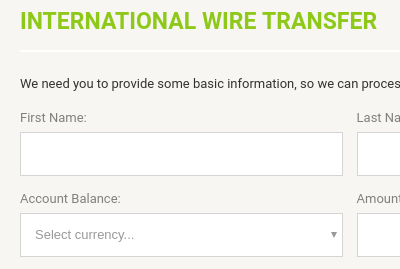 INTERNATIONAL WIRE TRANSFER
We need you to provide some basic information, so we can proces
First Name: Last Na
Account Balance: Amount
Select currency...